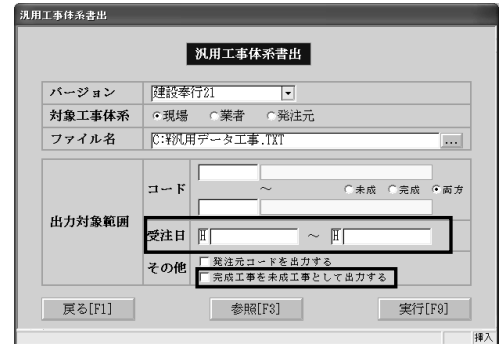 汎用工事体系書出
汎用工事体系書出
バージョン 建設奉行21
対象工事体系 現場 業者 発注元
ファイル名 C:¥汎用データ工事.TXT ...
出力対象範囲
コード ～ 未成 完成 両方
受注日 H ～ H
その他 発注元コードを出力する
完成工事を未成工事として出力する
戻る[F1] 参照[F3] 実行[F9]
挿入